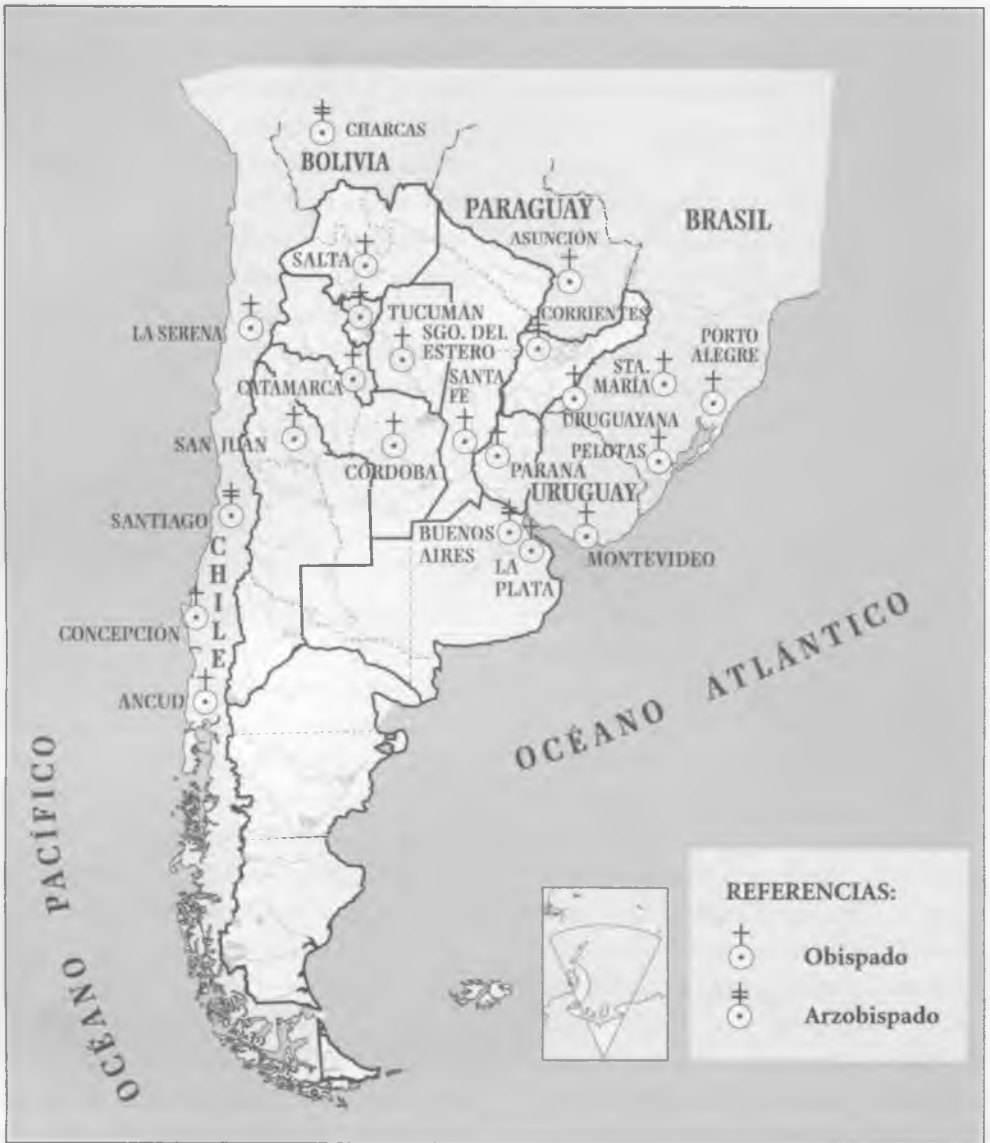 CHARCAS
BOLIVIA
PARAGUAY
ASUNCIÓN
BRASIL
SALTA
TUCUMÁN
SGO. DEL
ESTERO
CORRIENTES
LA SERENA
PORTO
ALEGRE
STA.
MARÍA
CATAMARCA
SANTA
FE
URUGUAYANA
SAN JUAN
CÓRDOBA
PELOTAS
PARANÁ
URUGUAY
SANTIAGO
BUENOS
AIRES
LA
PLATA
MONTEVIDEO
CHILE
CONCEPCIÓN
ANCUD
OCÉANO ATLÁNTICO
OCÉANO PACÍFICO
REFERENCIAS:
Obispado
Arzobispado